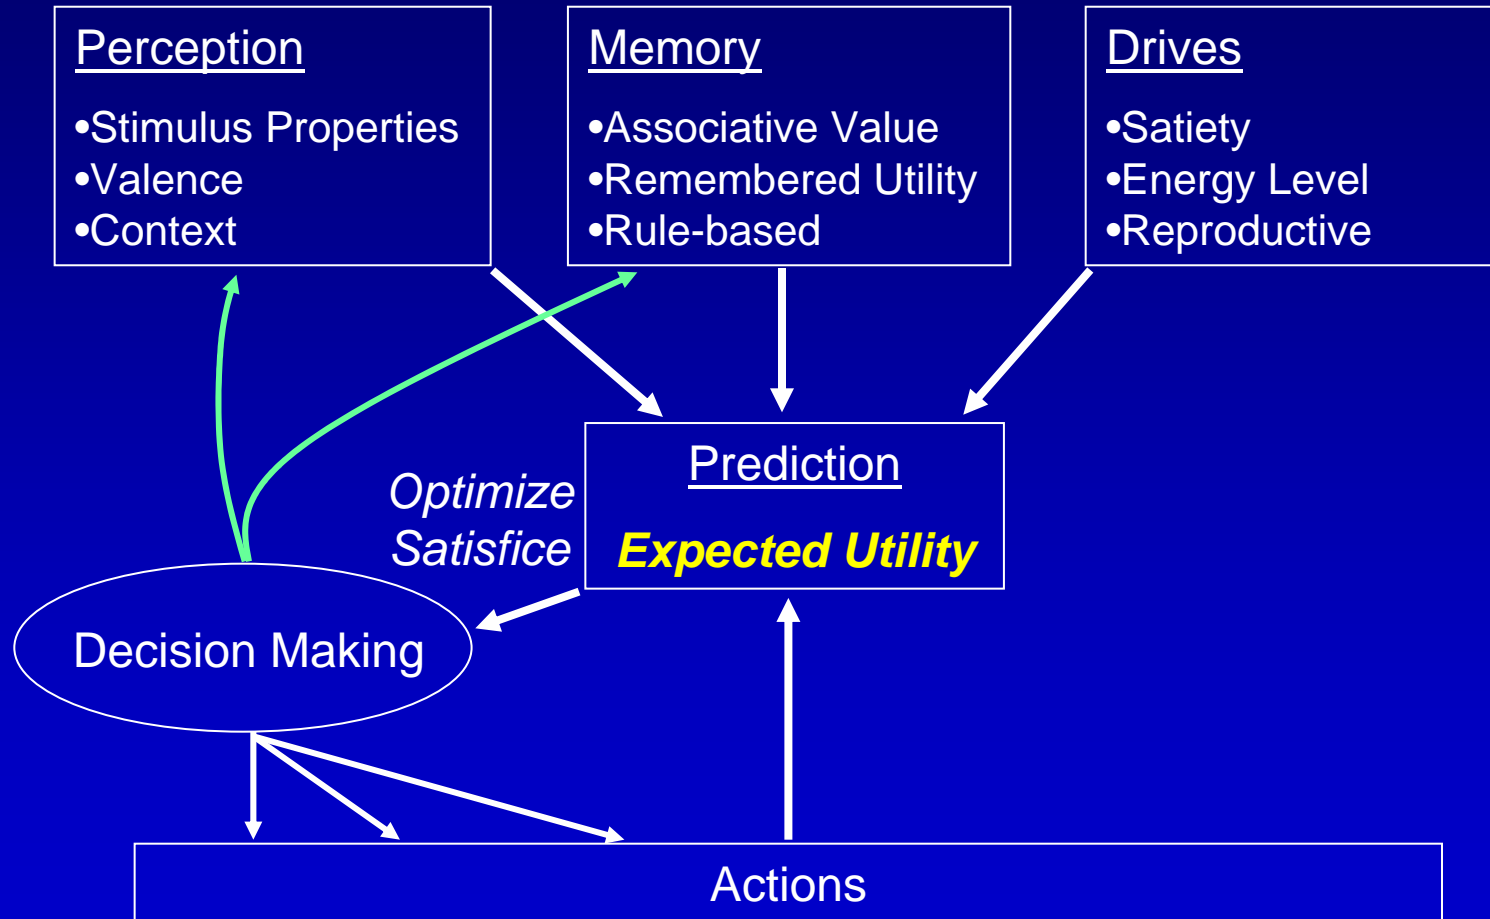 Perception
•Stimulus Properties
•Valence
•Context
Memory
•Associative Value
•Remembered Utility
•Rule-based
Drives
•Satiety
•Energy Level
•Reproductive
Optimize
Satisfice
Prediction
Expected Utility
Decision Making
Actions